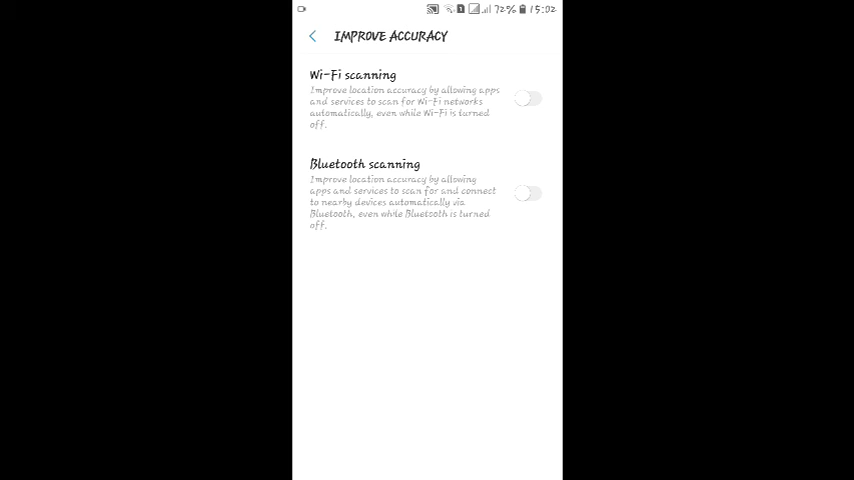 72% 15:02
IMPROVE ACCURACY
Wi-Fi scanning
Improve location accuracy by allowing apps
and services to scan for Wi-Fi networks
automatically, even while Wi-Fi is turned
off.
Bluetooth scanning
Improve location accuracy by allowing
apps and services to scan for and connect
to nearby devices automatically via
Bluetooth, even while Bluetooth is turned
off.